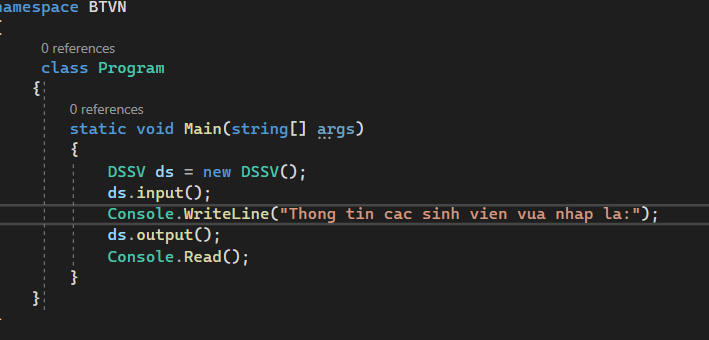 namespace BTVN
{
0 references
class Program
{
0 references
static void Main(string[] args)
{
DSSV ds = new DSSV();
ds.input();
Console.WriteLine("Thong tin cac sinh vien vua nhap la:");
ds.output();
Console.Read();
}
}